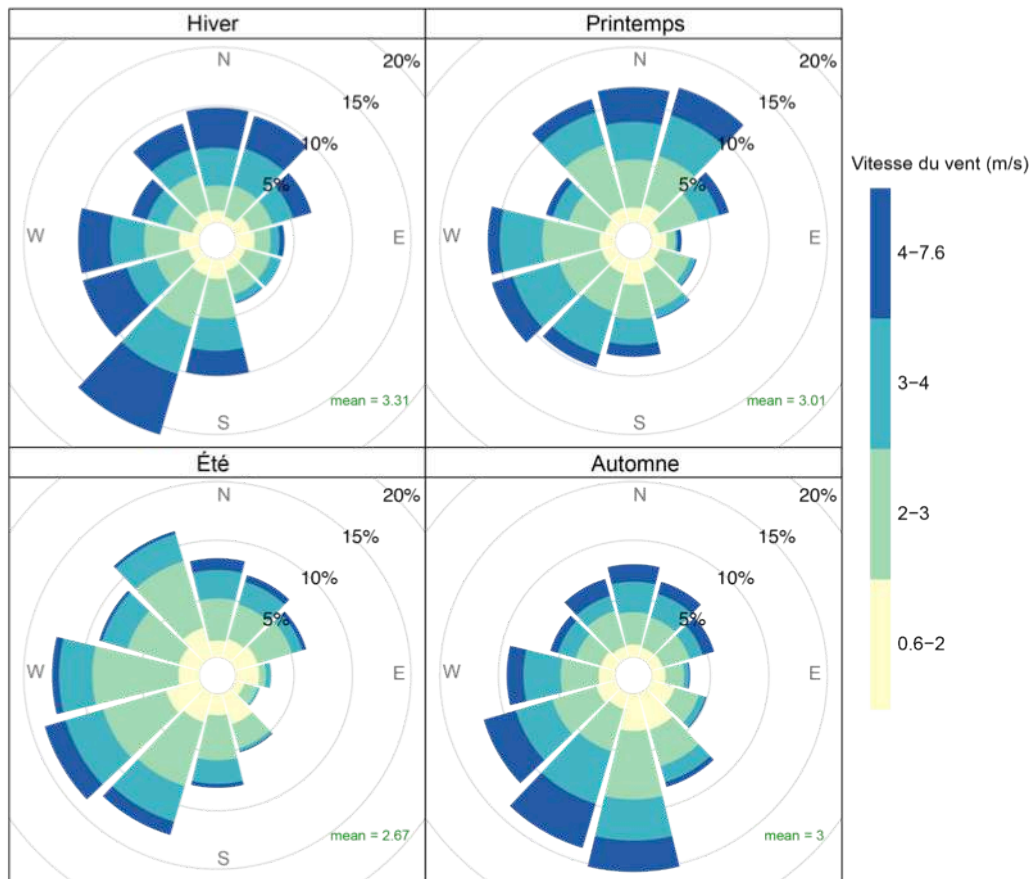 Hiver
Printemps
N
20%
15%
10%
5%
W
E
S
mean = 3.31
N
20%
15%
10%
5%
W
E
S
mean = 3.01
Été
Automne
N
20%
15%
10%
5%
W
E
S
mean = 2.67
N
20%
15%
10%
5%
W
E
mean = 3
Vitesse du vent (m/s)
4−7.6
3−4
2−3
0.6−2